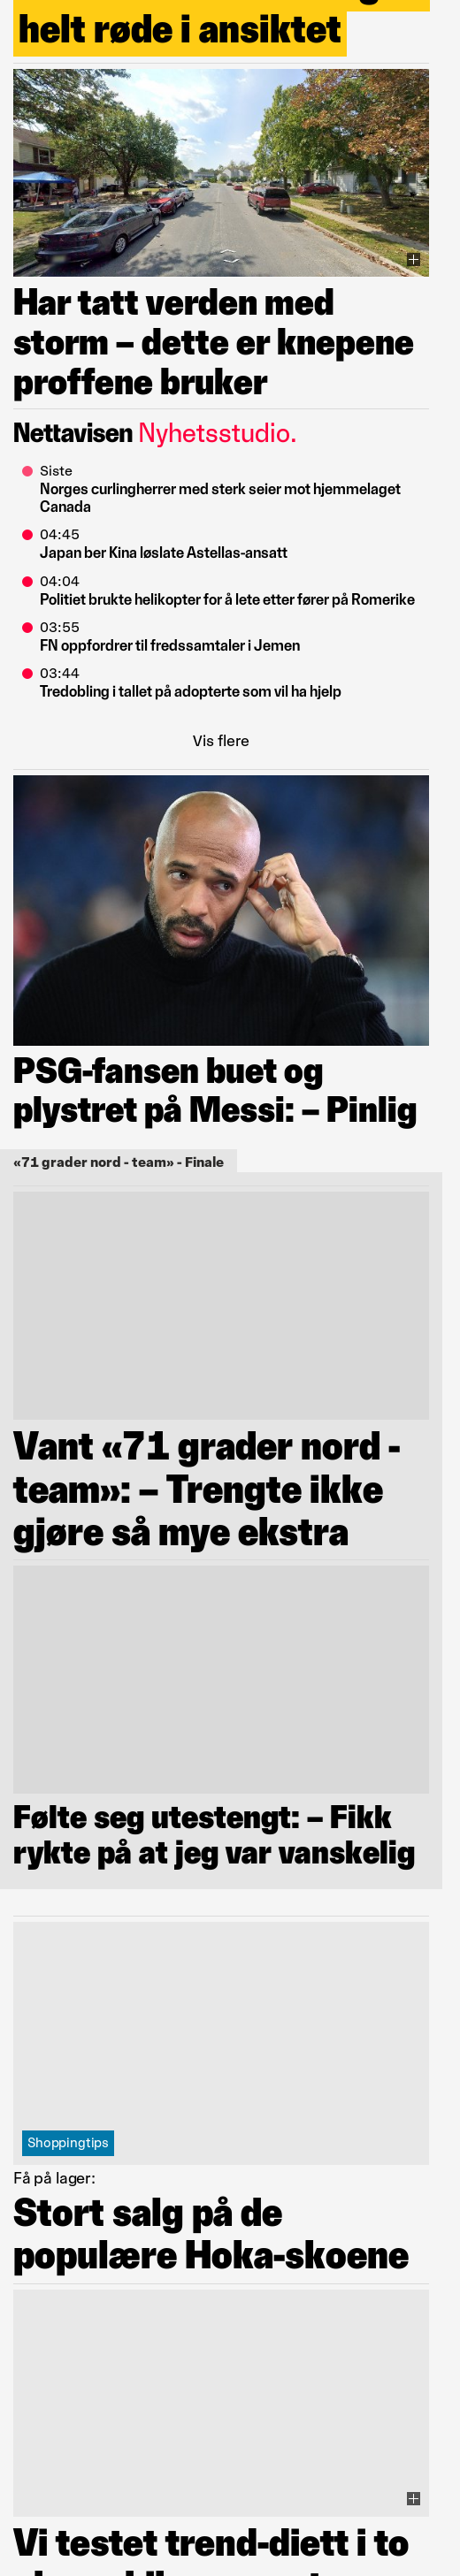 helt røde i ansiktet
Har tatt verden med
storm – dette er knepene
proffene bruker
Nettavisen Nyhetsstudio.
Siste
Norges curlingherrer med sterk seier mot hjemmelaget
Canada
04:45
Japan ber Kina løslate Astellas-ansatt
04:04
Politiet brukte helikopter for å lete etter fører på Romerike
03:55
FN oppfordrer til fredssamtaler i Jemen
03:44
Tredobling i tallet på adopterte som vil ha hjelp
Vis flere
PSG-fansen buet og
plystret på Messi: – Pinlig
«71 grader nord - team» - Finale
Vant «71 grader nord -
team»: – Trengte ikke
gjøre så mye ekstra
Følte seg utestengt: – Fikk
rykte på at jeg var vanskelig
Shoppingtips
Få på lager:
Stort salg på de
populære Hoka-skoene
Vi testet trend-diett i to